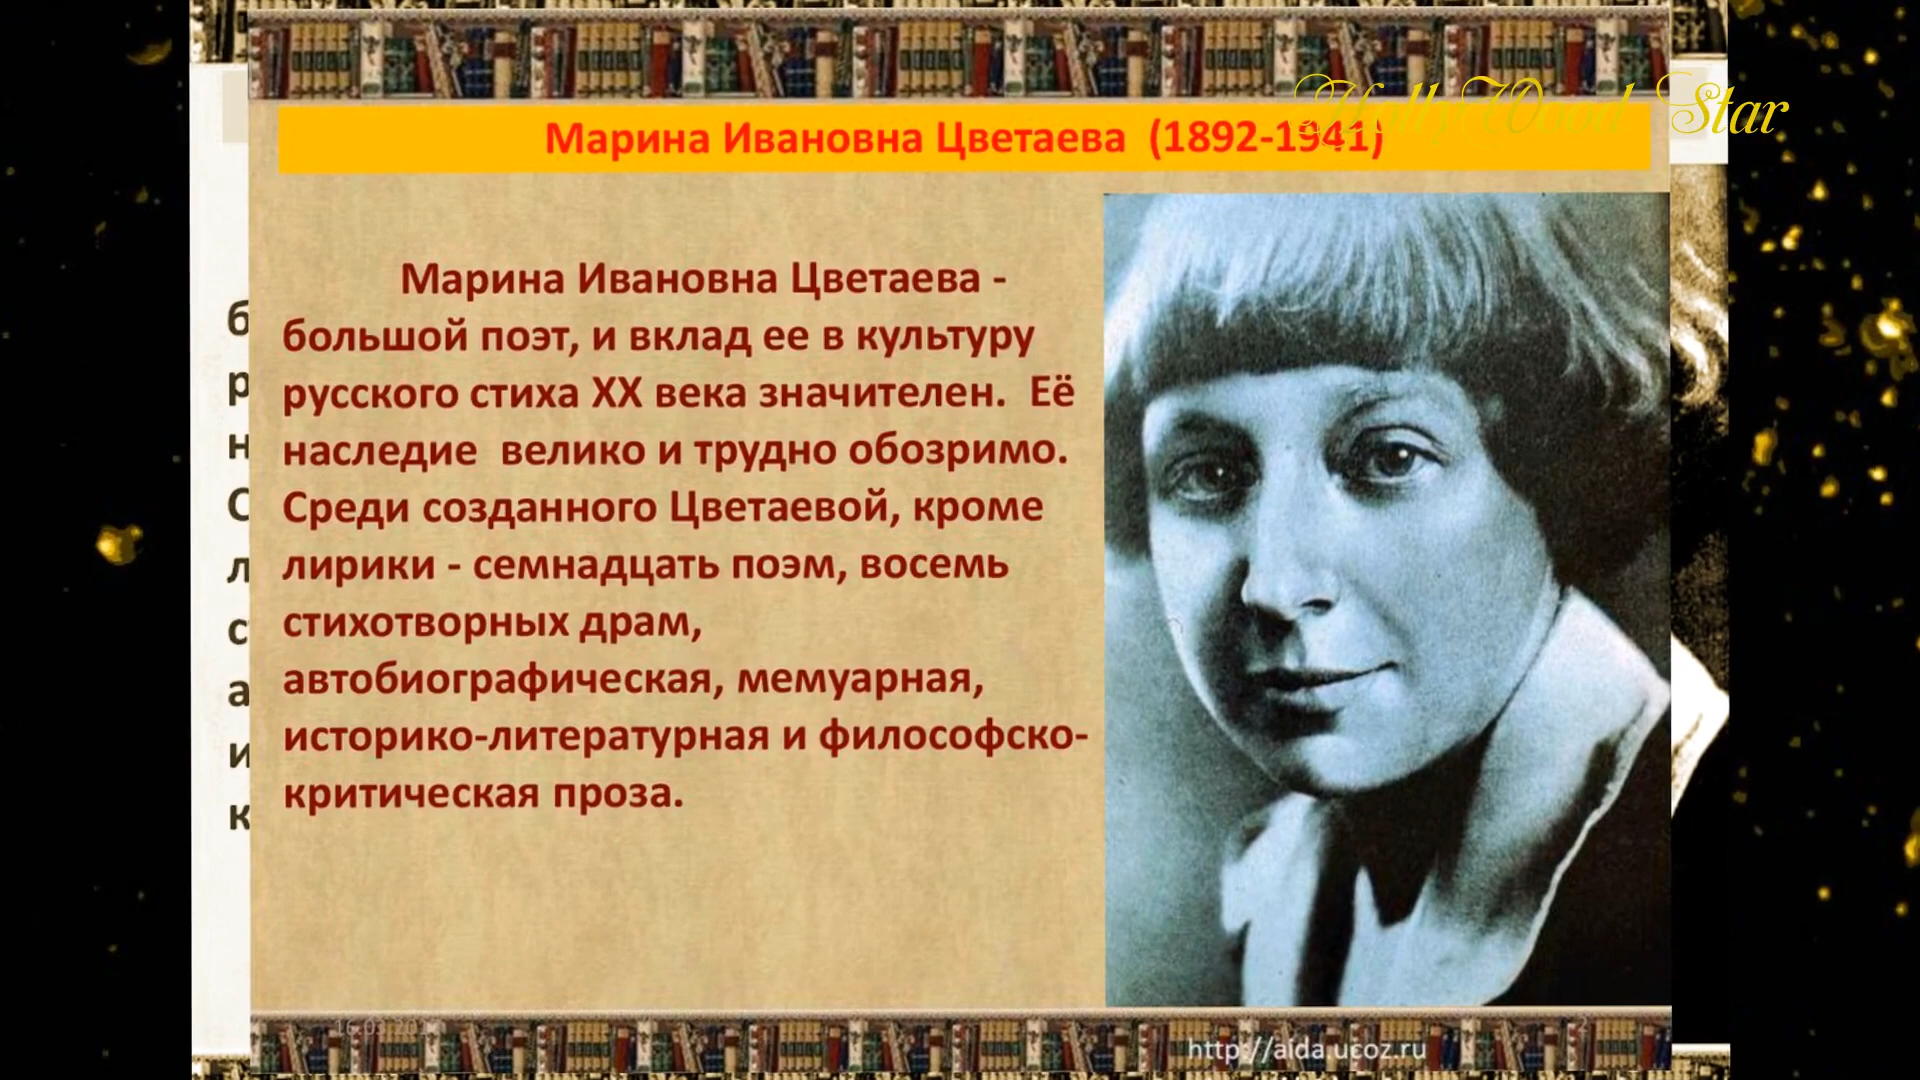 HollyWood Star
Марина Ивановна Цветаева (1892-1941)
Марина Ивановна Цветаева -
большой поэт, и вклад ее в культуру
русского стиха XX века значителен. Её
наследие велико и трудно обозримо.
Среди созданного Цветаевой, кроме
лирики - семнадцать поэм, восемь
стихотворных драм,
автобиографическая, мемуарная,
историко-литературная и философско-
критическая проза.
http://aida.ucoz.ru